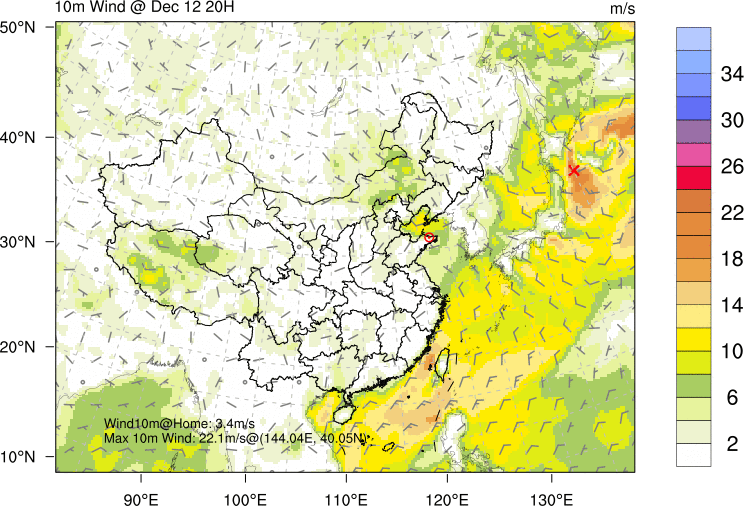 10m Wind @ Dec 12 20H
m/s
50°N
40°N
30°N
20°N
10°N
Wind10m@Home: 3.4m/s
Max 10m Wind: 22.1m/s@(144.04E, 40.05N)
90°E
100°E
110°E
120°E
130°E
34
30
26
22
18
14
10
6
2